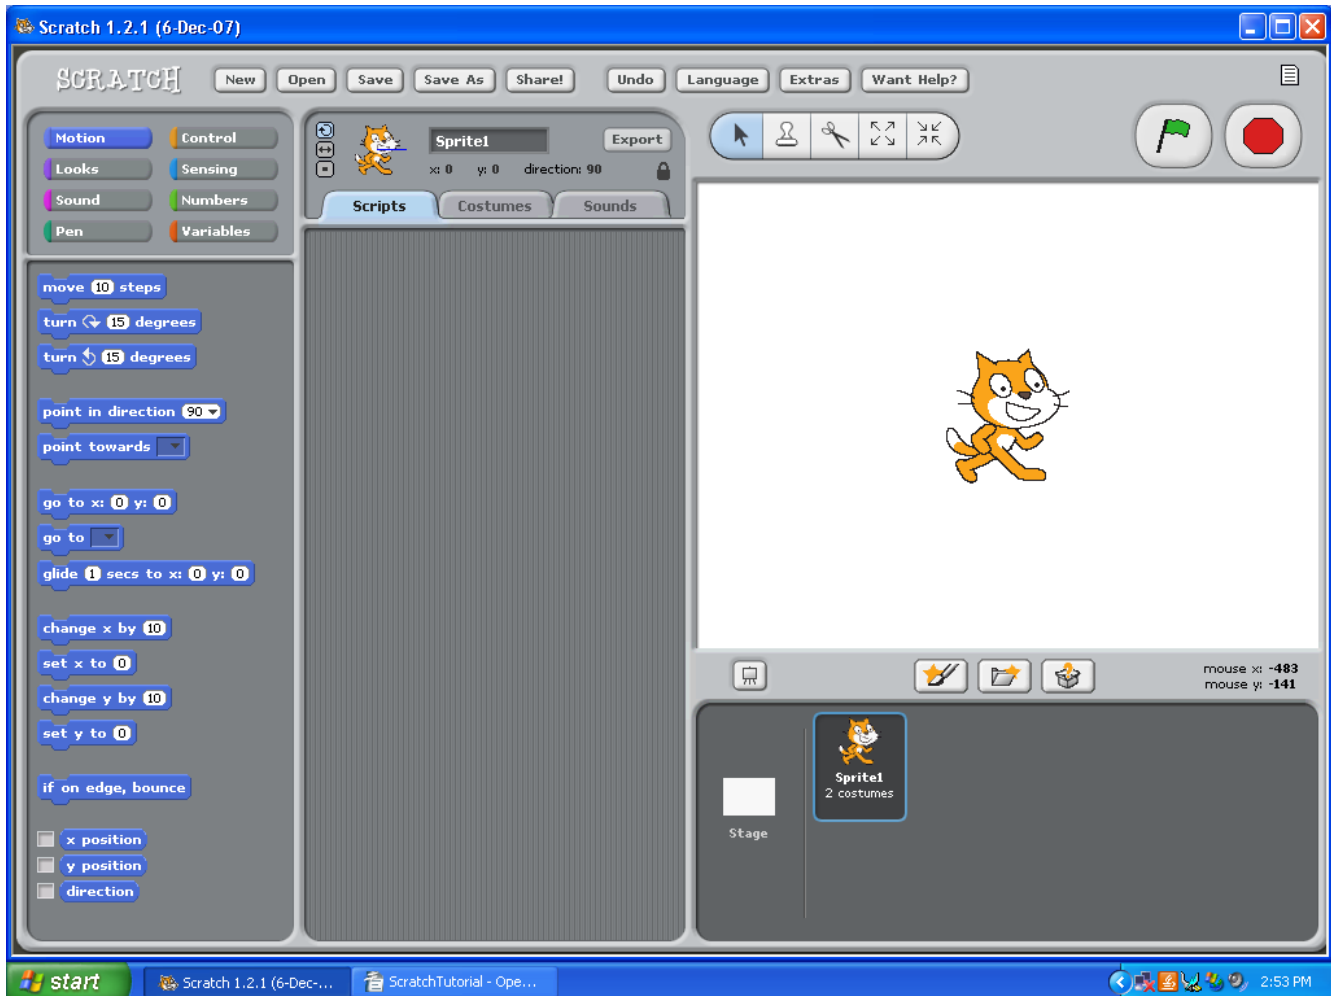 Scratch 1.2.1 (6-Dec-07)
SCRATCH New Open Save Save As Share! Undo Language Extras Want Help?
Motion Control
Looks Sensing
Sound Numbers
Pen Variables
Sprite1 Export
x: 0 y: 0 direction: 90
Scripts Costumes Sounds
move 10 steps
turn 15 degrees
turn 15 degrees
point in direction 90
point towards
go to x: 0 y: 0
go to
glide 1 secs to x: 0 y: 0
change x by 10
set x to 0
change y by 10
set y to 0
if on edge, bounce
x position
y position
direction
mouse x: -483
mouse y: -141
Sprite1
2 costumes
Stage
start Scratch 1.2.1 (6-Dec-... ScratchTutorial - Ope... 2:53 PM